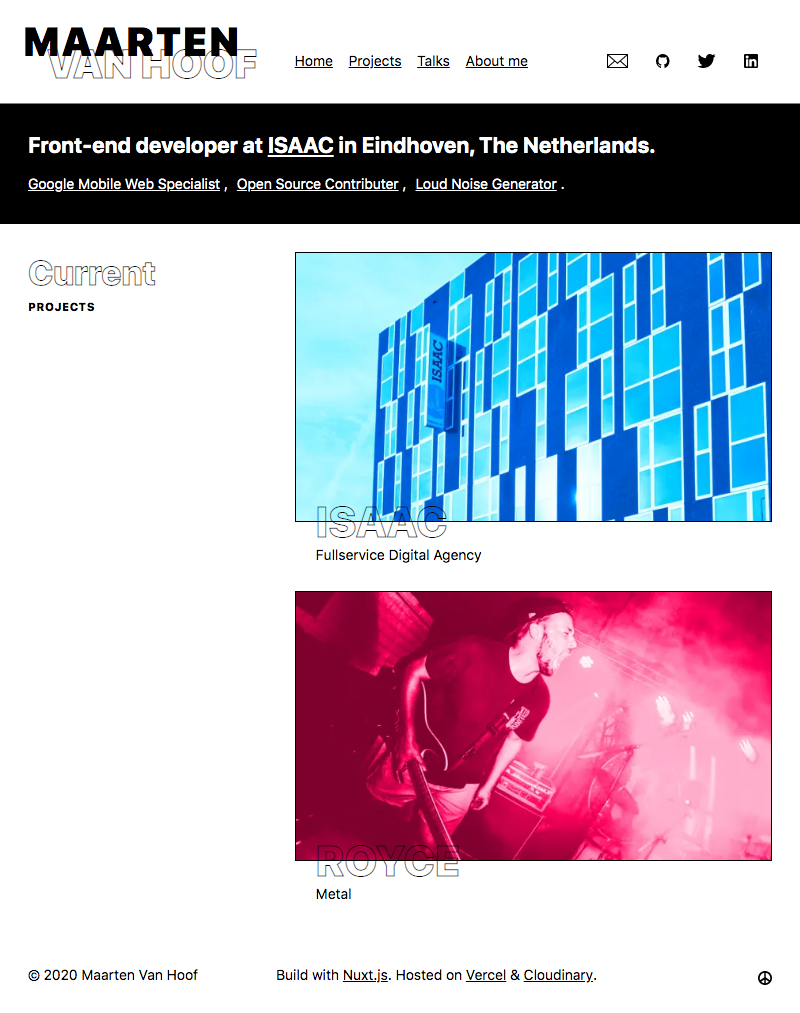 MAARTEN
VAN HOOF
Home Projects Talks About me
Front-end developer at ISAAC in Eindhoven, The Netherlands.
Google Mobile Web Specialist , Open Source Contributer , Loud Noise Generator .
Current
PROJECTS
ISAAC
ISAAC
Fullservice Digital Agency
ROYCE
Metal
© 2020 Maarten Van Hoof
Build with Nuxt.js. Hosted on Vercel & Cloudinary.